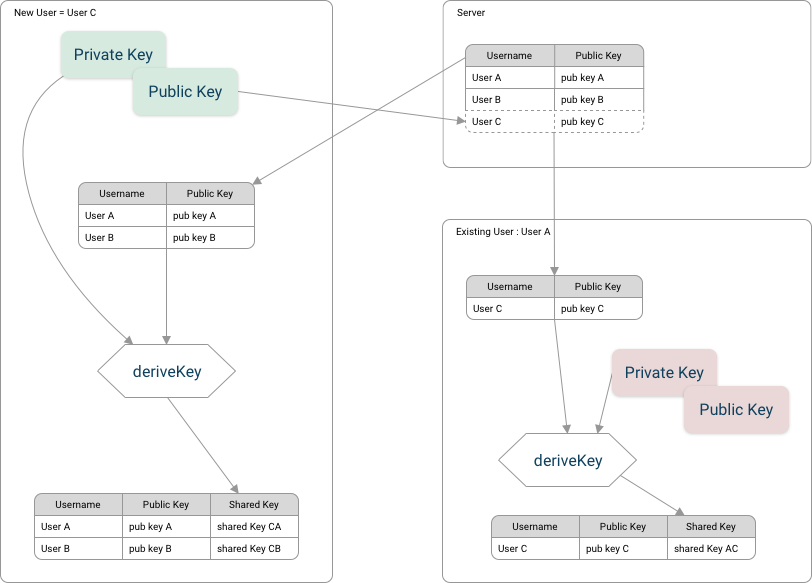 New User = User C
Private Key
Public Key
Username Public Key
User A pub key A
User B pub key B
deriveKey
Username Public Key Shared Key
User A pub key A shared Key CA
User B pub key B shared Key CB
Server
Username Public Key
User A pub key A
User B pub key B
User C pub key C
Existing User : User A
Username Public Key
User C pub key C
Private Key
Public Key
deriveKey
Username Public Key Shared Key
User C pub key C shared Key AC